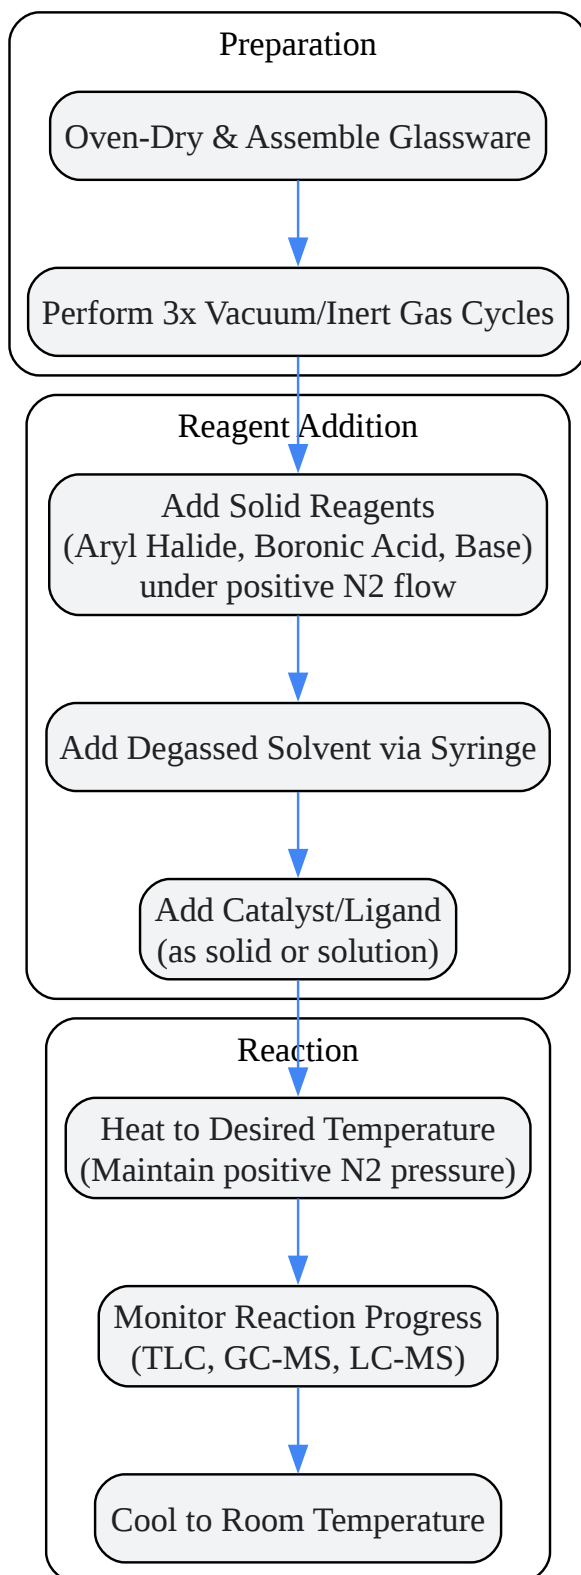 Preparation
Oven-Dry & Assemble Glassware
Perform 3x Vacuum/Inert Gas Cycles
Reagent Addition
Add Solid Reagents
(Aryl Halide, Boronic Acid, Base)
under positive N2 flow
Add Degassed Solvent via Syringe
Add Catalyst/Ligand
(as solid or solution)
Reaction
Heat to Desired Temperature
(Maintain positive N2 pressure)
Monitor Reaction Progress
(TLC, GC-MS, LC-MS)
Cool to Room Temperature